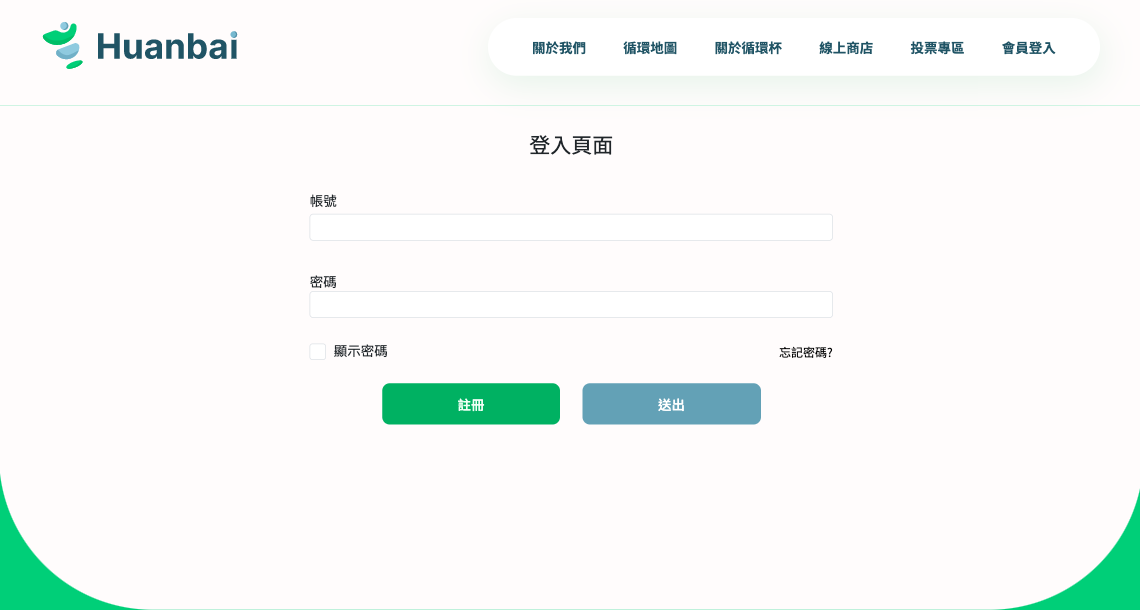 Huanbai
關於我們 循環地圖 關於循環杯 線上商店 投票專區 會員登入
登入頁面
帳號
密碼
顯示密碼 忘記密碼?
註冊 送出